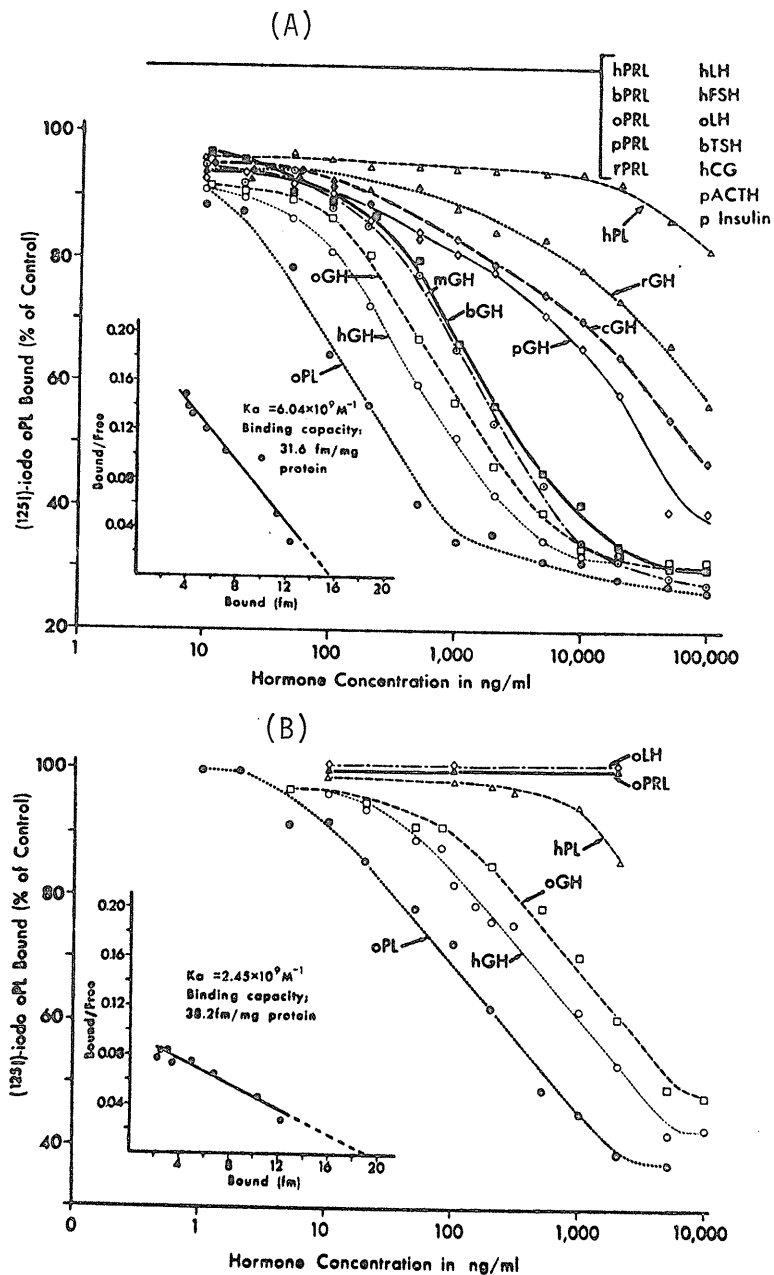 (A)
hPRL hLH
bPRL hFSH
oPRL oLH
pPRL bTSH
rPRL hCG
pACTH
p Insulin
(125I)-iodo oPL Bound (% of Control)
100
80
60
40
20
1 10 100 1,000 10,000 100,000
Hormone Concentration in ng/ml
hPL
rGH
cGH
pGH
mGH
bGH
oGH
hGH
oPL
Bound/Free
0.20
0.16
0.12
0.04
4 8 12 16 20
Bound (fm)
Ka =6.04×10⁹M⁻¹
Binding capacity:
31.6 fm/mg
protein
(B)
(125I)-iodo oPL Bound (% of Control)
100
80
60
40
0 1 10 100 1,000 10,000
Hormone Concentration in ng/ml
oLH
oPRL
hPL
oGH
hGH
oPL
Bound/Free
0.20
0.16
0.12
0.08
0.04
4 8 12 16 20
Bound (fm)
Ka =2.45×10⁹M⁻¹
Binding capacity;
38.2fm/mg protein